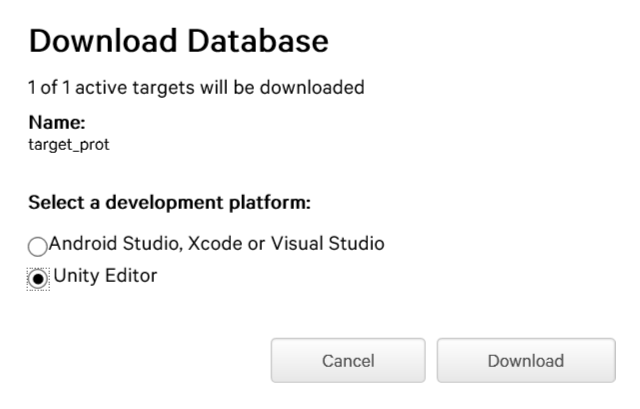 Download Database
1 of 1 active targets will be downloaded
Name:
target_prot
Select a development platform:
Android Studio, Xcode or Visual Studio
Unity Editor
Cancel
Download